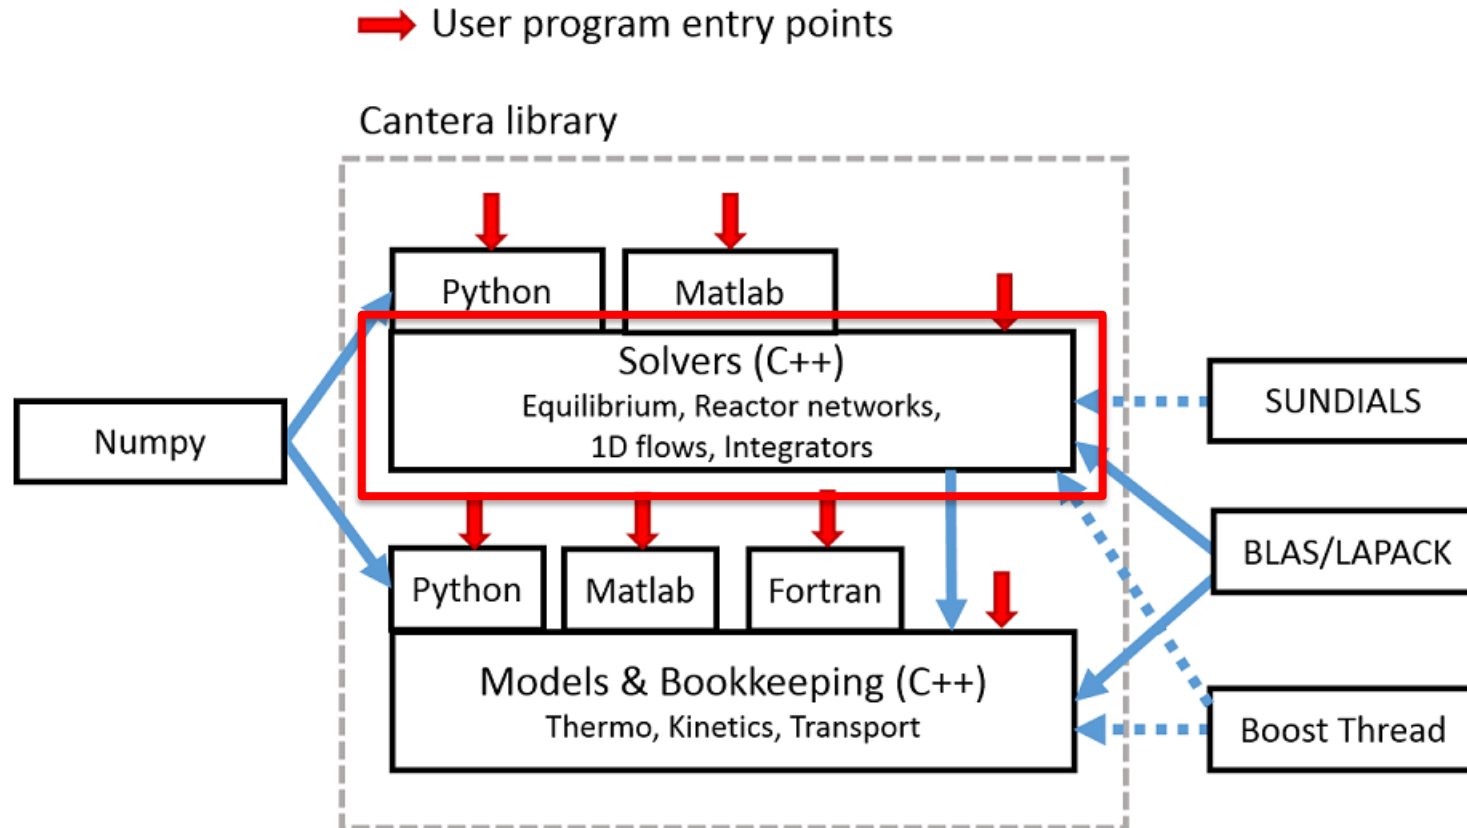 User program entry points
Cantera library
Python
Matlab
Solvers (C++)
Equilibrium, Reactor networks,
1D flows, Integrators
SUNDIALS
Numpy
BLAS/LAPACK
Python
Matlab
Fortran
Models & Bookkeeping (C++)
Thermo, Kinetics, Transport
Boost Thread